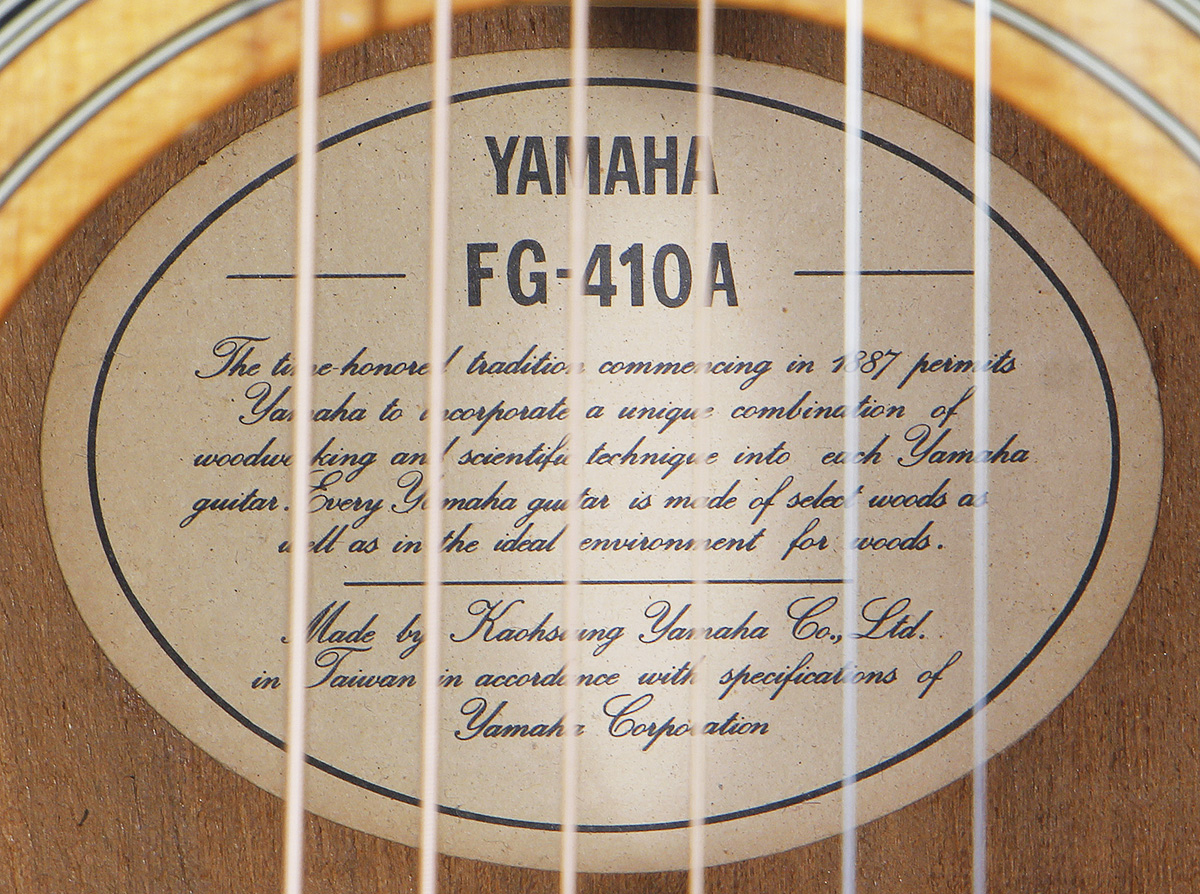 YAMAHA
FG-410A
The time-honored tradition commencing in 1887 permits
Yamaha to incorporate a unique combination of
woodworking and scientific technique into each Yamaha
guitar. Every Yamaha guitar is made of select woods as
well as in the ideal environment for woods.
Made by Kaohsiung Yamaha Co., Ltd.
in Taiwan in accordance with specifications of
Yamaha Corporation